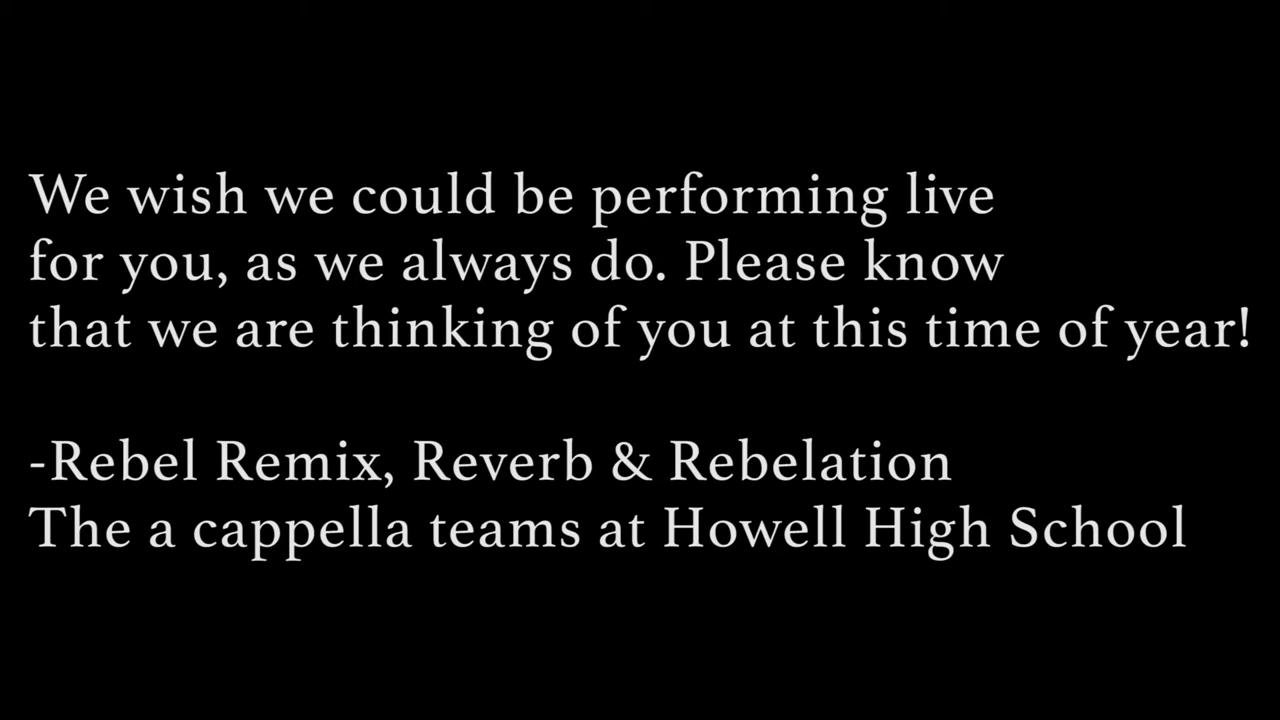 We wish we could be performing live
for you, as we always do. Please know
that we are thinking of you at this time of year!
-Rebel Remix, Reverb & Rebelation
The a cappella teams at Howell High School